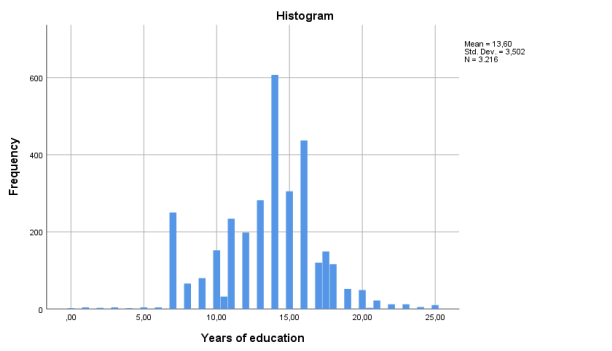 Histogram
Mean = 13,60
Std. Dev. = 3,502
N = 3.216
600
400
200
0
Frequency
,00
5,00
10,00
15,00
20,00
25,00
Years of education